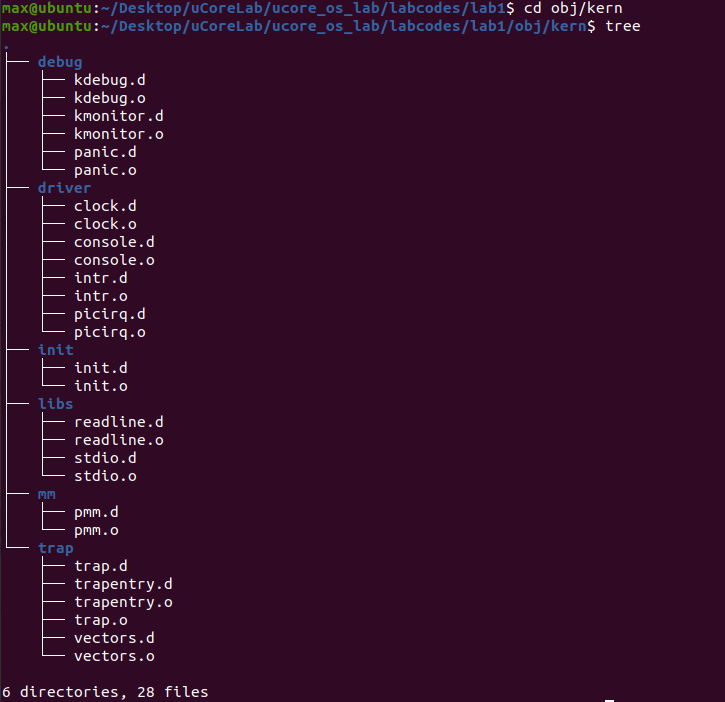 max@ubuntu:~/Desktop/uCoreLab/ucore_os_lab/labcodes/lab1$ cd obj/kern
max@ubuntu:~/Desktop/uCoreLab/ucore_os_lab/labcodes/lab1/obj/kern$ tree
.
├── debug
│   ├── kdebug.d
│   ├── kdebug.o
│   ├── kmonitor.d
│   ├── kmonitor.o
│   ├── panic.d
│   └── panic.o
├── driver
│   ├── clock.d
│   ├── clock.o
│   ├── console.d
│   ├── console.o
│   ├── intr.d
│   ├── intr.o
│   ├── picirq.d
│   └── picirq.o
├── init
│   ├── init.d
│   └── init.o
├── libs
│   ├── readline.d
│   ├── readline.o
│   ├── stdio.d
│   └── stdio.o
├── mm
│   ├── pmm.d
│   └── pmm.o
└── trap
    ├── trap.d
    ├── trapentry.d
    ├── trapentry.o
    ├── trap.o
    ├── vectors.d
    └── vectors.o
6 directories, 28 files